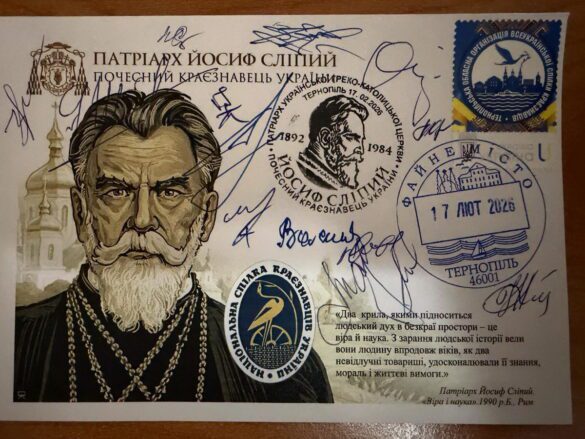 ПАТРІАРХ ЙОСИФ СЛІПИЙ
ПОЧЕСНИЙ КРАЄЗНАВЕЦЬ УКРАЇНИ
ПАТРІАРХ УКРАЇНСЬКОЇ ГРЕКО-КАТОЛИЦЬКОЇ ЦЕРКВИ
ТЕРНОПІЛЬ 17.02.2026
1892
1984
ЙОСИФ СЛІПИЙ
ПОЧЕСНИЙ КРАЄЗНАВЕЦЬ УКРАЇНИ
ТЕРНОПІЛЬСЬКА ОБЛАСНА ОРГАНІЗАЦІЯ ВСЕУКРАЇНСЬКОЇ СПІЛКИ КРАЄЗНАВЦІВ
ФАЙНЕ МІСТО
17 ЛЮТ 2026
ТЕРНОПІЛЬ
46001
НАЦІОНАЛЬНА СПІЛКА КРАЄЗНАВЦІВ УКРАЇНИ
«Два крила, якими підноситься
людський дух в безкраї простори – це
віра й наука. З зарання людської історії вели
вони людину впродовж віків, як два
невідлучні товариші, удосконалювали її знання,
мораль і життєві вимоги.»
Патріарх Йосиф Сліпий.
«Віра і наука».1990 р.Б., Рим